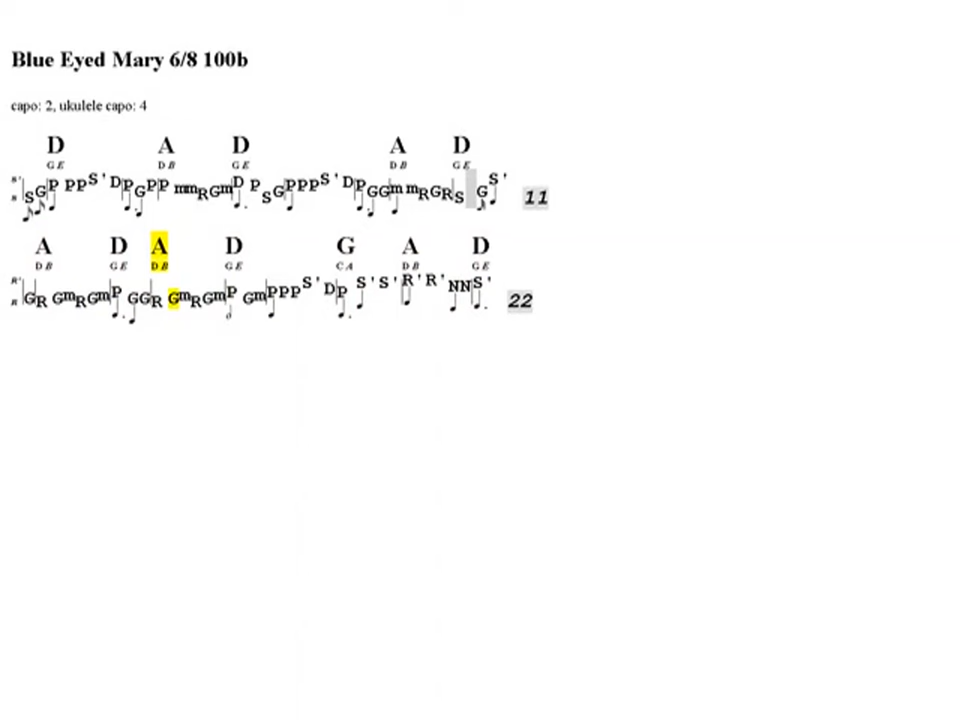 Blue Eyed Mary 6/8 100b
capo: 2, ukulele capo: 4
D A D A D
G E D B G E D B G E
S' S G P P P S' D P G P P m m R G m D P S G P P P S' D P G G m m R G R S G S' 11
A D A D G A D
D B G E D B G E C A D B G E
R' G R G m R G m P G G R G m R G m P G m P P P S' D P S' S' R' R' N N S' 22